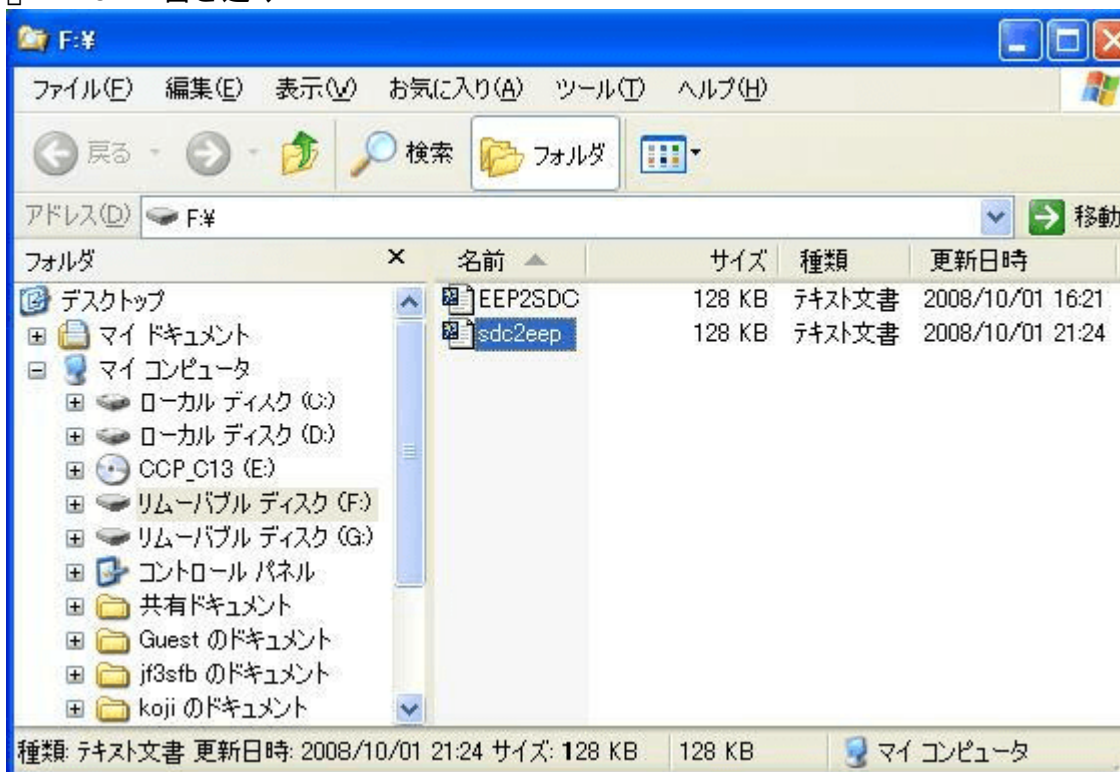 F:¥
ファイル(F) 編集(E) 表示(V) お気に入り(A) ツール(T) ヘルプ(H)
戻る 検索 フォルダ
アドレス(D) F:¥ 移動
フォルダ × 名前 サイズ 種類 更新日時
デスクトップ
マイ ドキュメント
マイ コンピュータ
ローカル ディスク (C:)
ローカル ディスク (D:)
CCP_C13 (E:)
リムーバブル ディスク (F:)
リムーバブル ディスク (G:)
コントロール パネル
共有ドキュメント
Guest のドキュメント
jf3sfb のドキュメント
koji のドキュメント
EEP2SDC 128 KB テキスト文書 2008/10/01 16:21
sdc2eep 128 KB テキスト文書 2008/10/01 21:24
種類: テキスト文書 更新日時: 2008/10/01 21:24 サイズ: 128 KB 128 KB マイ コンピュータ